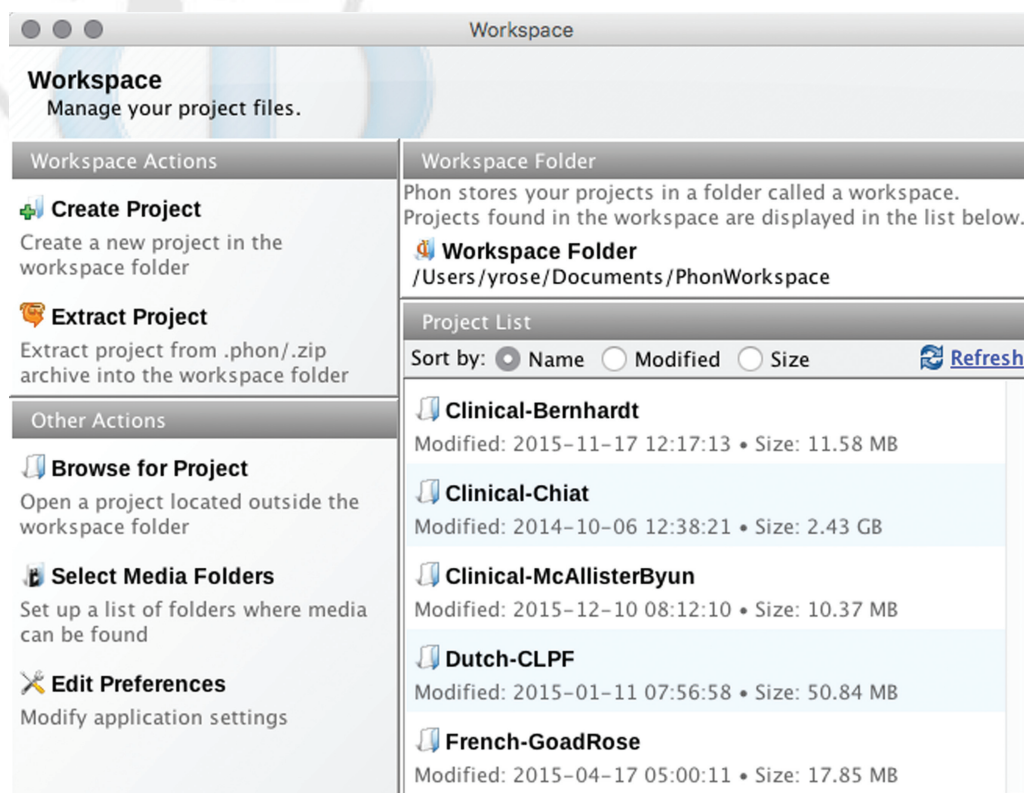 Workspace
Workspace
Manage your project files.
Workspace Actions
Create Project
Create a new project in the
workspace folder
Extract Project
Extract project from .phon/.zip
archive into the workspace folder
Other Actions
Browse for Project
Open a project located outside the
workspace folder
Select Media Folders
Set up a list of folders where media
can be found
Edit Preferences
Modify application settings
Workspace Folder
Phon stores your projects in a folder called a workspace.
Projects found in the workspace are displayed in the list below.
Workspace Folder
/Users/yrose/Documents/PhonWorkspace
Project List
Sort by: Name Modified Size Refresh
Clinical-Bernhardt
Modified: 2015-11-17 12:17:13 • Size: 11.58 MB
Clinical-Chiat
Modified: 2014-10-06 12:38:21 • Size: 2.43 GB
Clinical-McAllisterByun
Modified: 2015-12-10 08:12:10 • Size: 10.37 MB
Dutch-CLPF
Modified: 2015-01-11 07:56:58 • Size: 50.84 MB
French-GoadRose
Modified: 2015-04-17 05:00:11 • Size: 17.85 MB